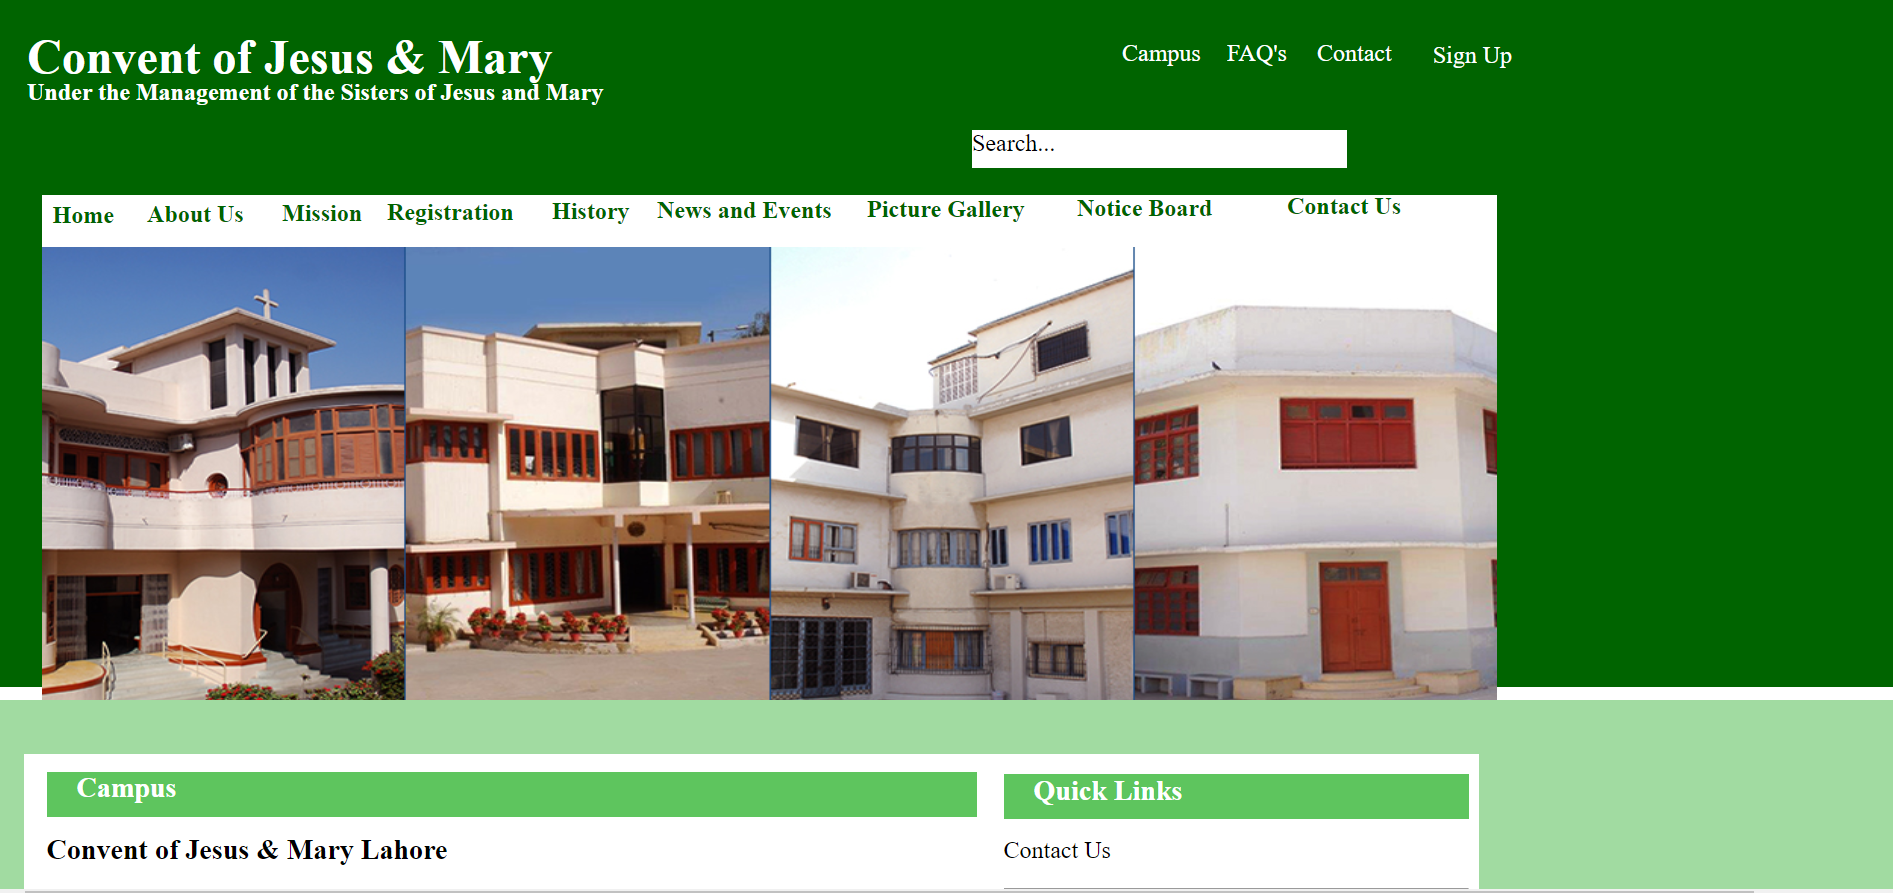 Convent of Jesus & Mary
Under the Management of the Sisters of Jesus and Mary
Campus FAQ's Contact Sign Up
Search...
Home About Us Mission Registration History News and Events Picture Gallery Notice Board Contact Us
Campus
Quick Links
Convent of Jesus & Mary Lahore
Contact Us